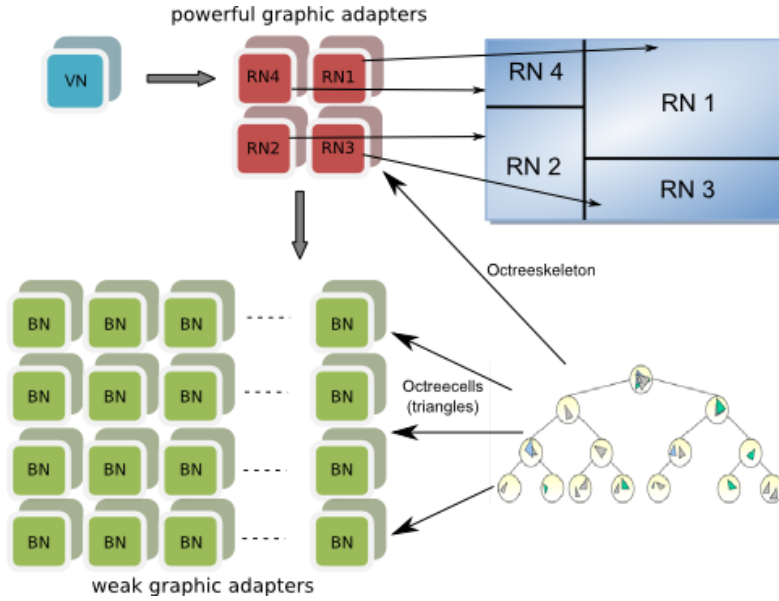 powerful graphic adapters
VN
RN4 RN1
RN2 RN3
RN 4
RN 1
RN 2
RN 3
Octreeskeleton
BN BN BN BN
BN BN BN BN
Octreecells
(triangles)
BN BN BN BN
BN BN BN BN
weak graphic adapters